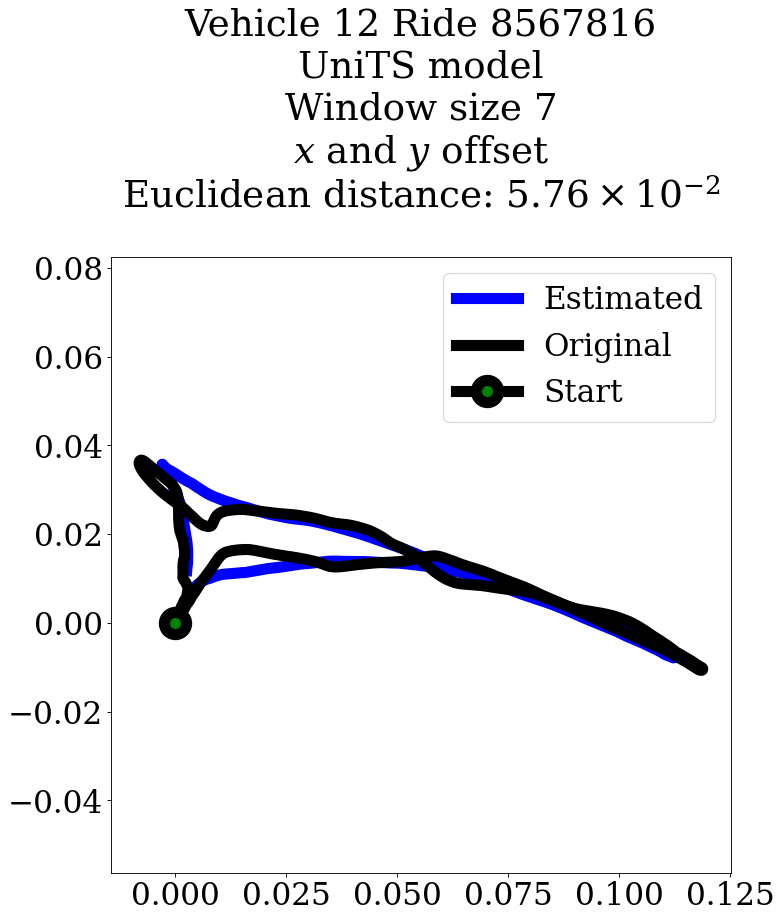 Vehicle 12 Ride 8567816
UniTS model
Window size 7
x and y offset
Euclidean distance: 5.76 × 10⁻²
0.08
0.06
0.04
0.02
0.00
−0.02
−0.04
Estimated
Original
Start
0.000 0.025 0.050 0.075 0.100 0.125